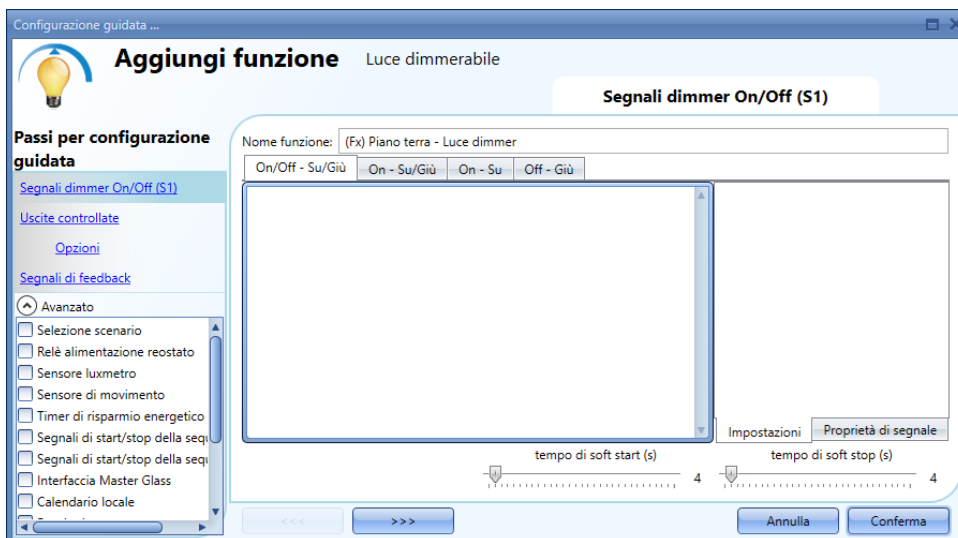 Configurazione guidata ...
Aggiungi funzione
Luce dimmerabile
Segnali dimmer On/Off (S1)
Passi per configurazione
guidata
Segnali dimmer On/Off (S1)
Uscite controllate
Opzioni
Segnali di feedback
Avanzato
Selezione scenario
Relè alimentazione reostato
Sensore luxmetro
Sensore di movimento
Timer di risparmio energetico
Segnali di start/stop della sequ
Segnali di start/stop della sequ
Interfaccia Master Glass
Calendario locale
Nome funzione:
(Fx) Piano terra - Luce dimmer
On/Off - Su/Giù
On - Su/Giù
On - Su
Off - Giù
Impostazioni
Proprietà di segnale
tempo di soft start (s)
4
tempo di soft stop (s)
4
<<<
>>>
Annulla
Conferma